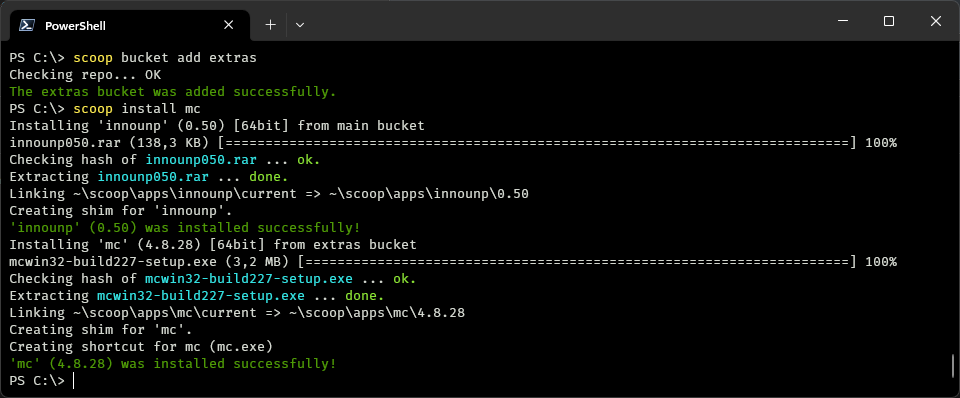 PowerShell
PS C:\> scoop bucket add extras
Checking repo... OK
The extras bucket was added successfully.
PS C:\> scoop install mc
Installing 'innounp' (0.50) [64bit] from main bucket
innounp050.rar (138,3 KB) [==============================================================================] 100%
Checking hash of innounp050.rar ... ok.
Extracting innounp050.rar ... done.
Linking ~\scoop\apps\innounp\current => ~\scoop\apps\innounp\0.50
Creating shim for 'innounp'.
'innounp' (0.50) was installed successfully!
Installing 'mc' (4.8.28) [64bit] from extras bucket
mcwin32-build227-setup.exe (3,2 MB) [====================================================================] 100%
Checking hash of mcwin32-build227-setup.exe ... ok.
Extracting mcwin32-build227-setup.exe ... done.
Linking ~\scoop\apps\mc\current => ~\scoop\apps\mc\4.8.28
Creating shim for 'mc'.
Creating shortcut for mc (mc.exe)
'mc' (4.8.28) was installed successfully!
PS C:\>